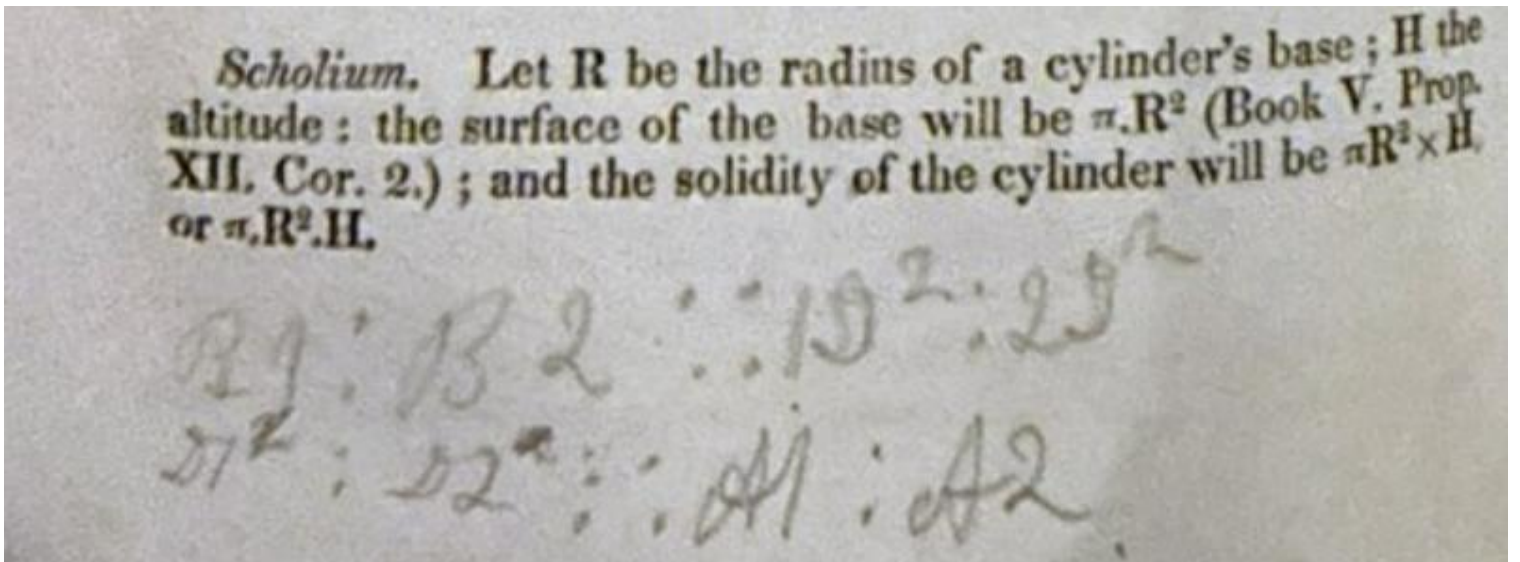 Scholium. Let R be the radius of a cylinder's base; H the
altitude: the surface of the base will be π.R² (Book V. Prop.
XII. Cor. 2.); and the solidity of the cylinder will be πR²×H,
or π.R².H.
B1 : B2 :: 1D² : 2D²
D1² : D2² :: A1 : A2